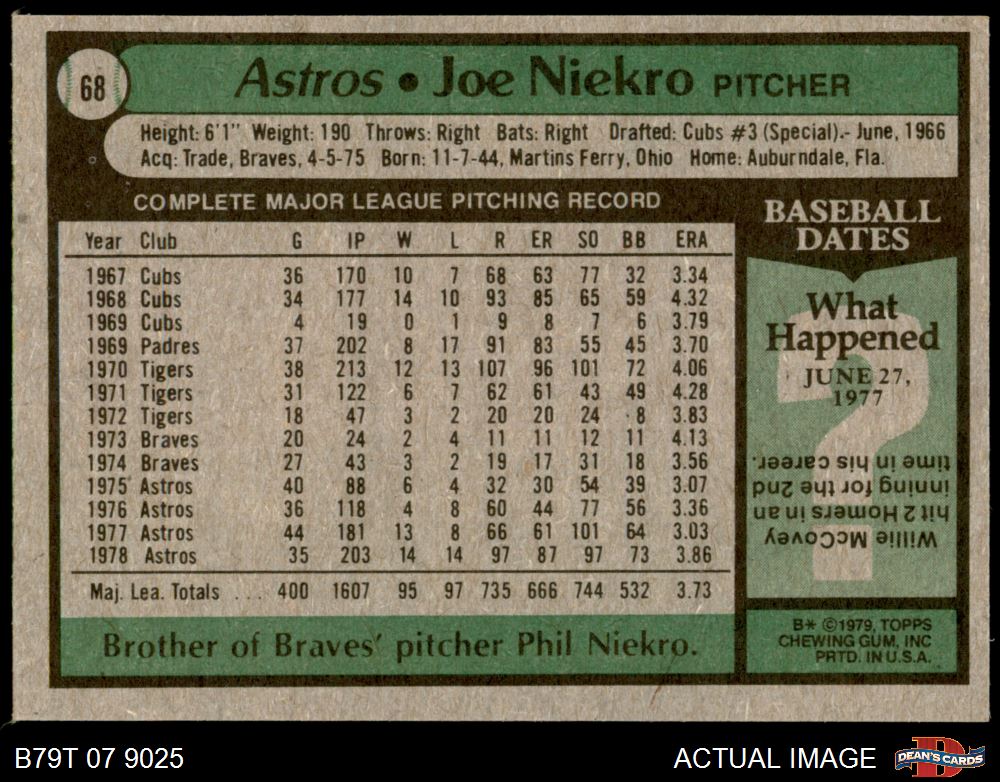 68
Astros • Joe Niekro PITCHER
Height: 6'1" Weight: 190 Throws: Right Bats: Right Drafted: Cubs #3 (Special).- June, 1966
Acq: Trade, Braves, 4-5-75 Born: 11-7-44, Martins Ferry, Ohio Home: Auburndale, Fla.
COMPLETE MAJOR LEAGUE PITCHING RECORD
Year Club G IP W L R ER SO BB ERA
1967 Cubs 36 170 10 7 68 63 77 32 3.34
1968 Cubs 34 177 14 10 93 85 65 59 4.32
1969 Cubs 4 19 0 1 9 8 7 6 3.79
1969 Padres 37 202 8 17 91 83 55 45 3.70
1970 Tigers 38 213 12 13 107 96 101 72 4.06
1971 Tigers 31 122 6 7 62 61 43 49 4.28
1972 Tigers 18 47 3 2 20 20 24 8 3.83
1973 Braves 20 24 2 4 11 11 12 11 4.13
1974 Braves 27 43 3 2 19 17 31 18 3.56
1975 Astros 40 88 6 4 32 30 54 39 3.07
1976 Astros 36 118 4 8 60 44 77 56 3.36
1977 Astros 44 181 13 8 66 61 101 64 3.03
1978 Astros 35 203 14 14 97 87 97 73 3.86
Maj. Lea. Totals ... 400 1607 95 97 735 666 744 532 3.73
Brother of Braves' pitcher Phil Niekro.
BASEBALL
DATES
What
Happened
JUNE 27,
1977
?
Willie McCovey
hit 2 Homers in an
inning for the 2nd
time in his career.
B* ©1979, TOPPS
CHEWING GUM, INC
PRTD. IN U.S.A.
B79T 07 9025
ACTUAL IMAGE
D
DEAN'S CARDS